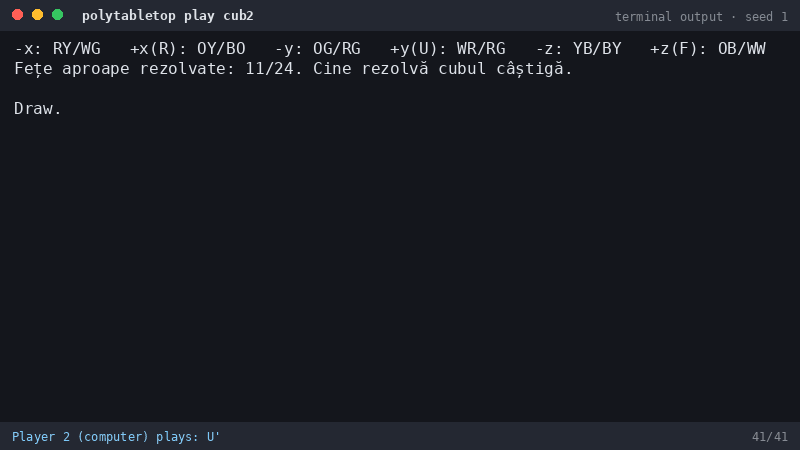 polytabletop play cub2
terminal output · seed 1
-x: RY/WG   +x(R): OY/BO   -y: OG/RG   +y(U): WR/RG   -z: YB/BY   +z(F): OB/WW
Fețe aproape rezolvate: 11/24. Cine rezolvă cubul câștigă.
Draw.
Player 2 (computer) plays: U'
41/41